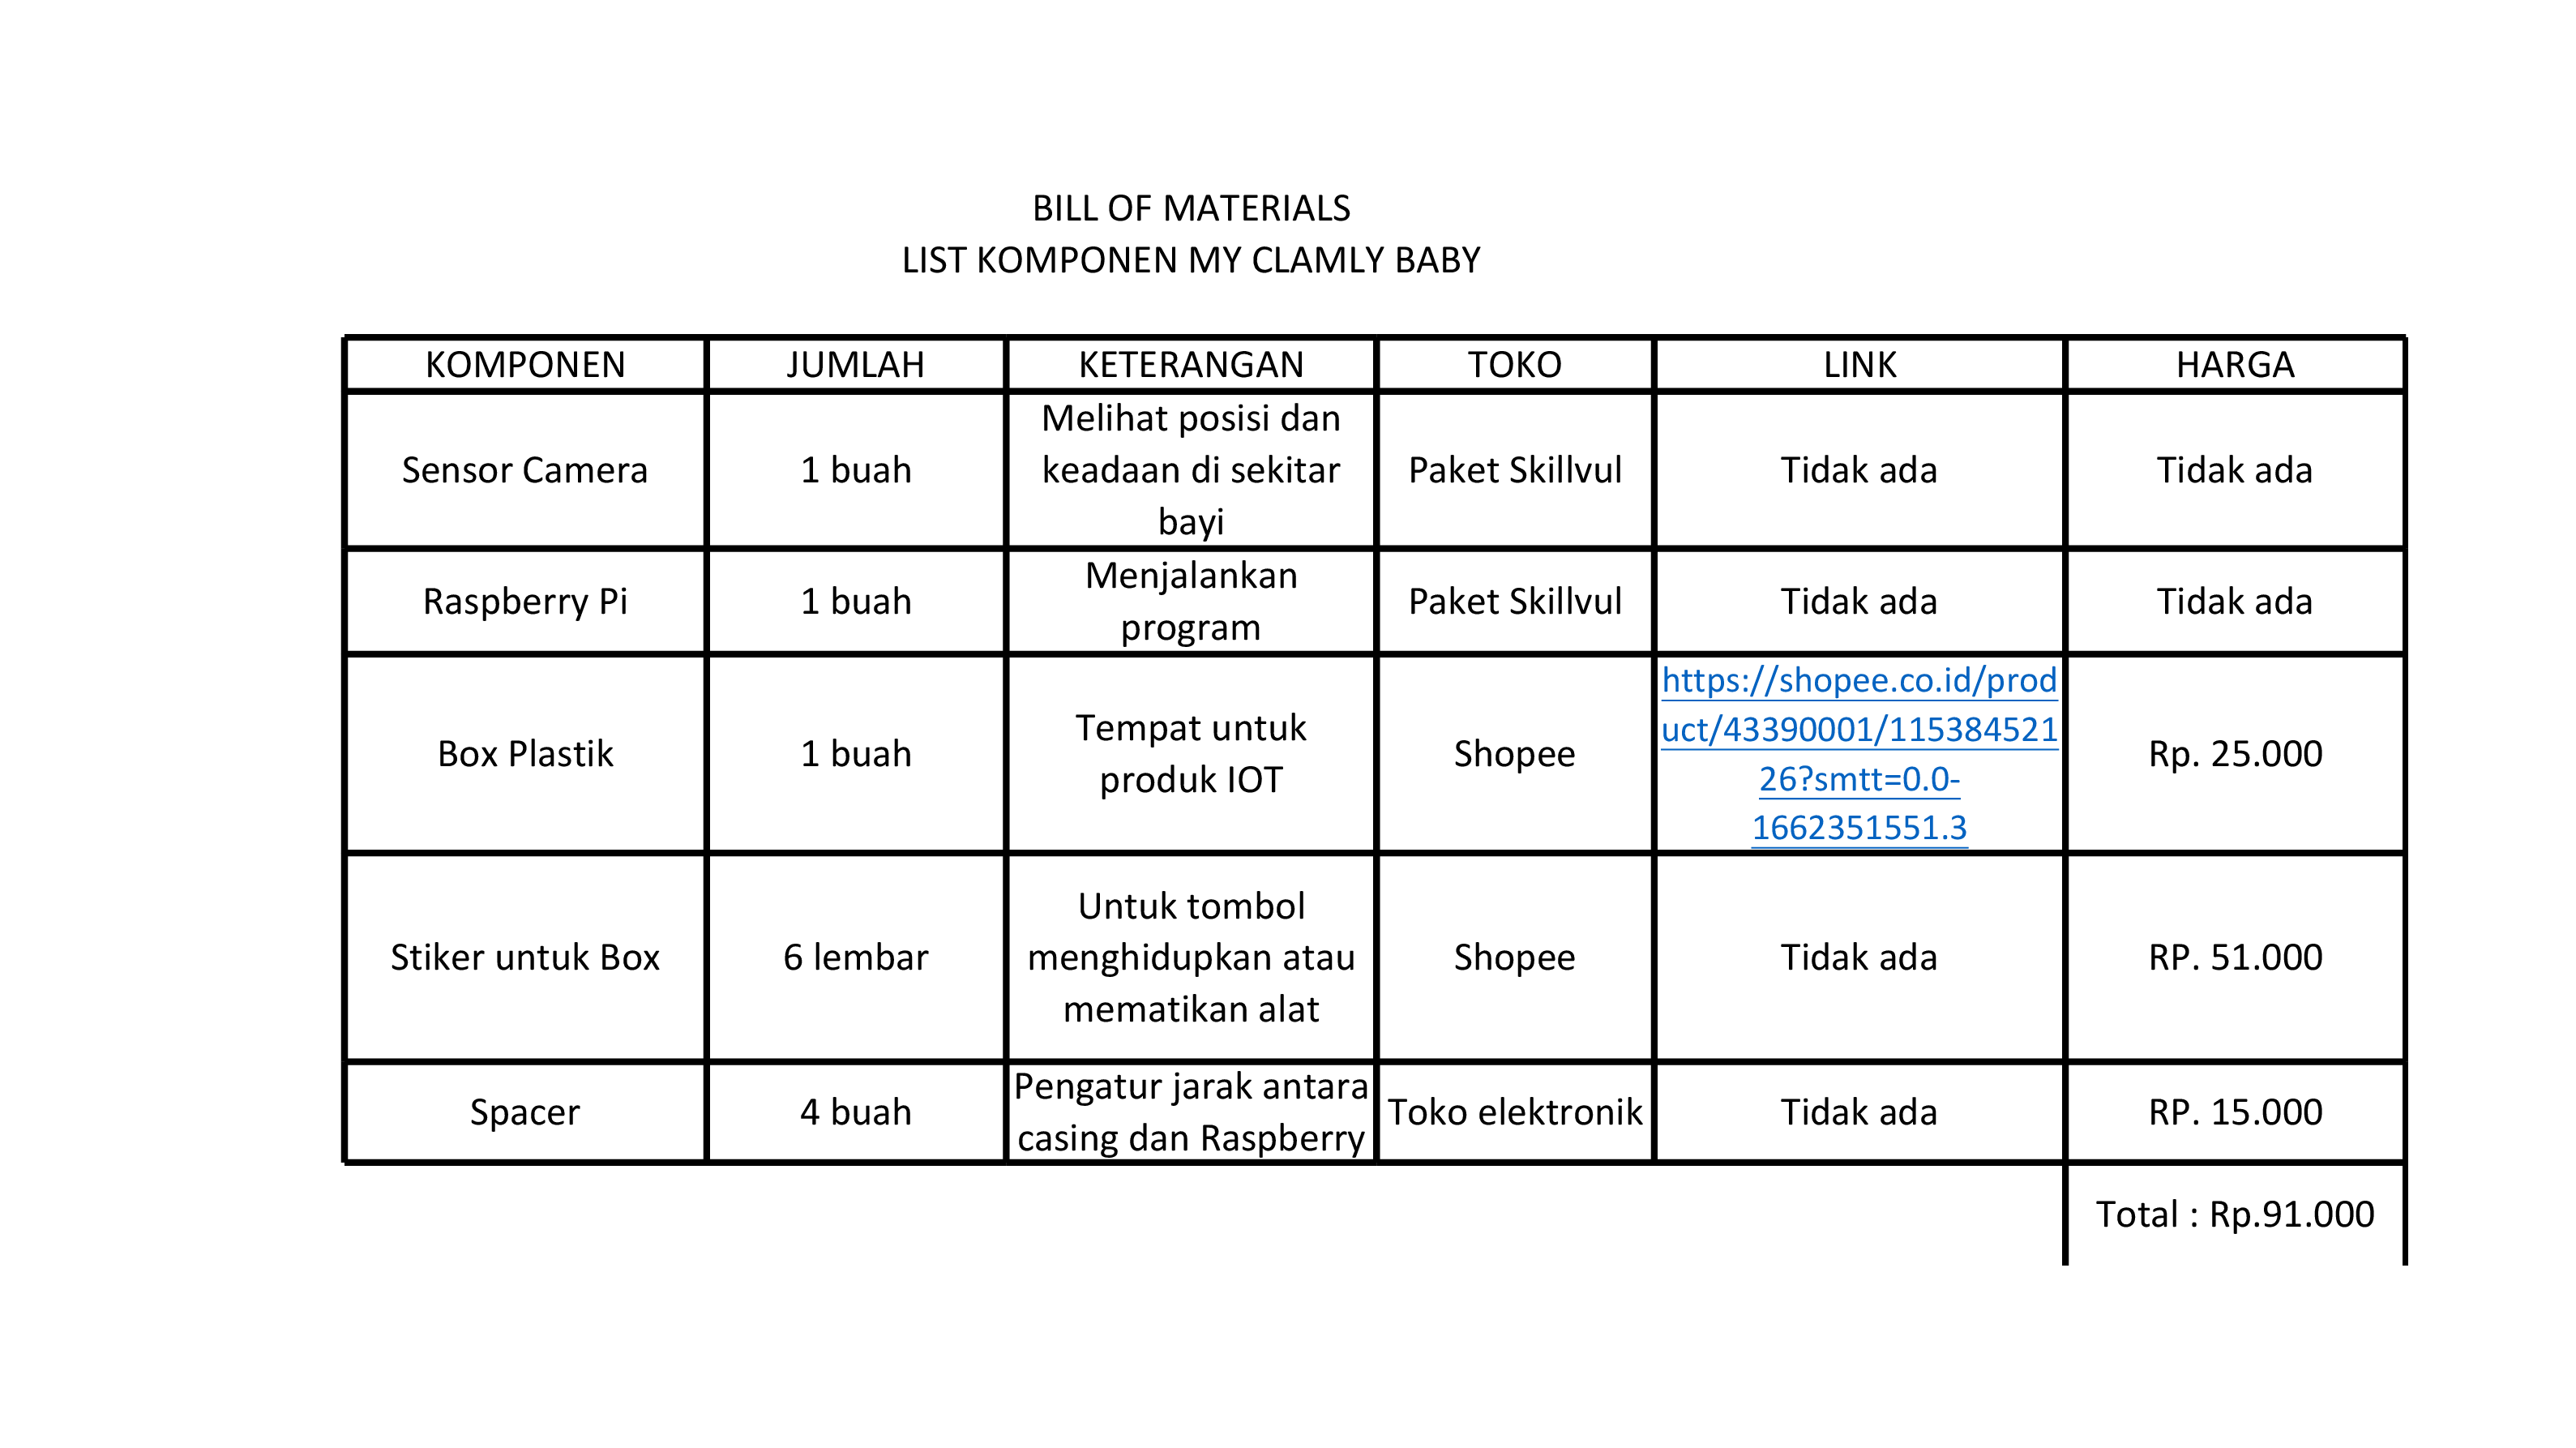 BILL OF MATERIALS
LIST KOMPONEN MY CLAMLY BABY
KOMPONEN JUMLAH KETERANGAN TOKO LINK HARGA
Sensor Camera 1 buah Melihat posisi dan
keadaan di sekitar
bayi Paket Skillvul Tidak ada Tidak ada
Raspberry Pi 1 buah Menjalankan
program Paket Skillvul Tidak ada Tidak ada
Box Plastik 1 buah Tempat untuk
produk IOT Shopee https://shopee.co.id/prod
uct/43390001/115384521
26?smtt=0.0-
1662351551.3 Rp. 25.000
Stiker untuk Box 6 lembar Untuk tombol
menghidupkan atau
mematikan alat Shopee Tidak ada RP. 51.000
Spacer 4 buah Pengatur jarak antara
casing dan Raspberry Toko elektronik Tidak ada RP. 15.000
Total : Rp.91.000